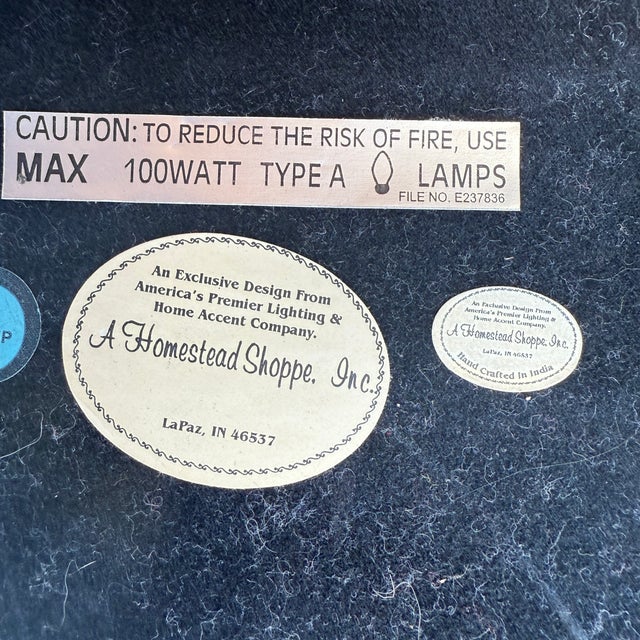 CAUTION: TO REDUCE THE RISK OF FIRE, USE
MAX 100WATT TYPE A LAMPS
FILE NO. E237836
An Exclusive Design From
America's Premier Lighting &
Home Accent Company.
A Homestead Shoppe, Inc.
LaPaz, IN 46537
An Exclusive Design From
America's Premier Lighting &
Home Accent Company.
A Homestead Shoppe, Inc.
LaPaz, IN 46537
Hand Crafted In India
P